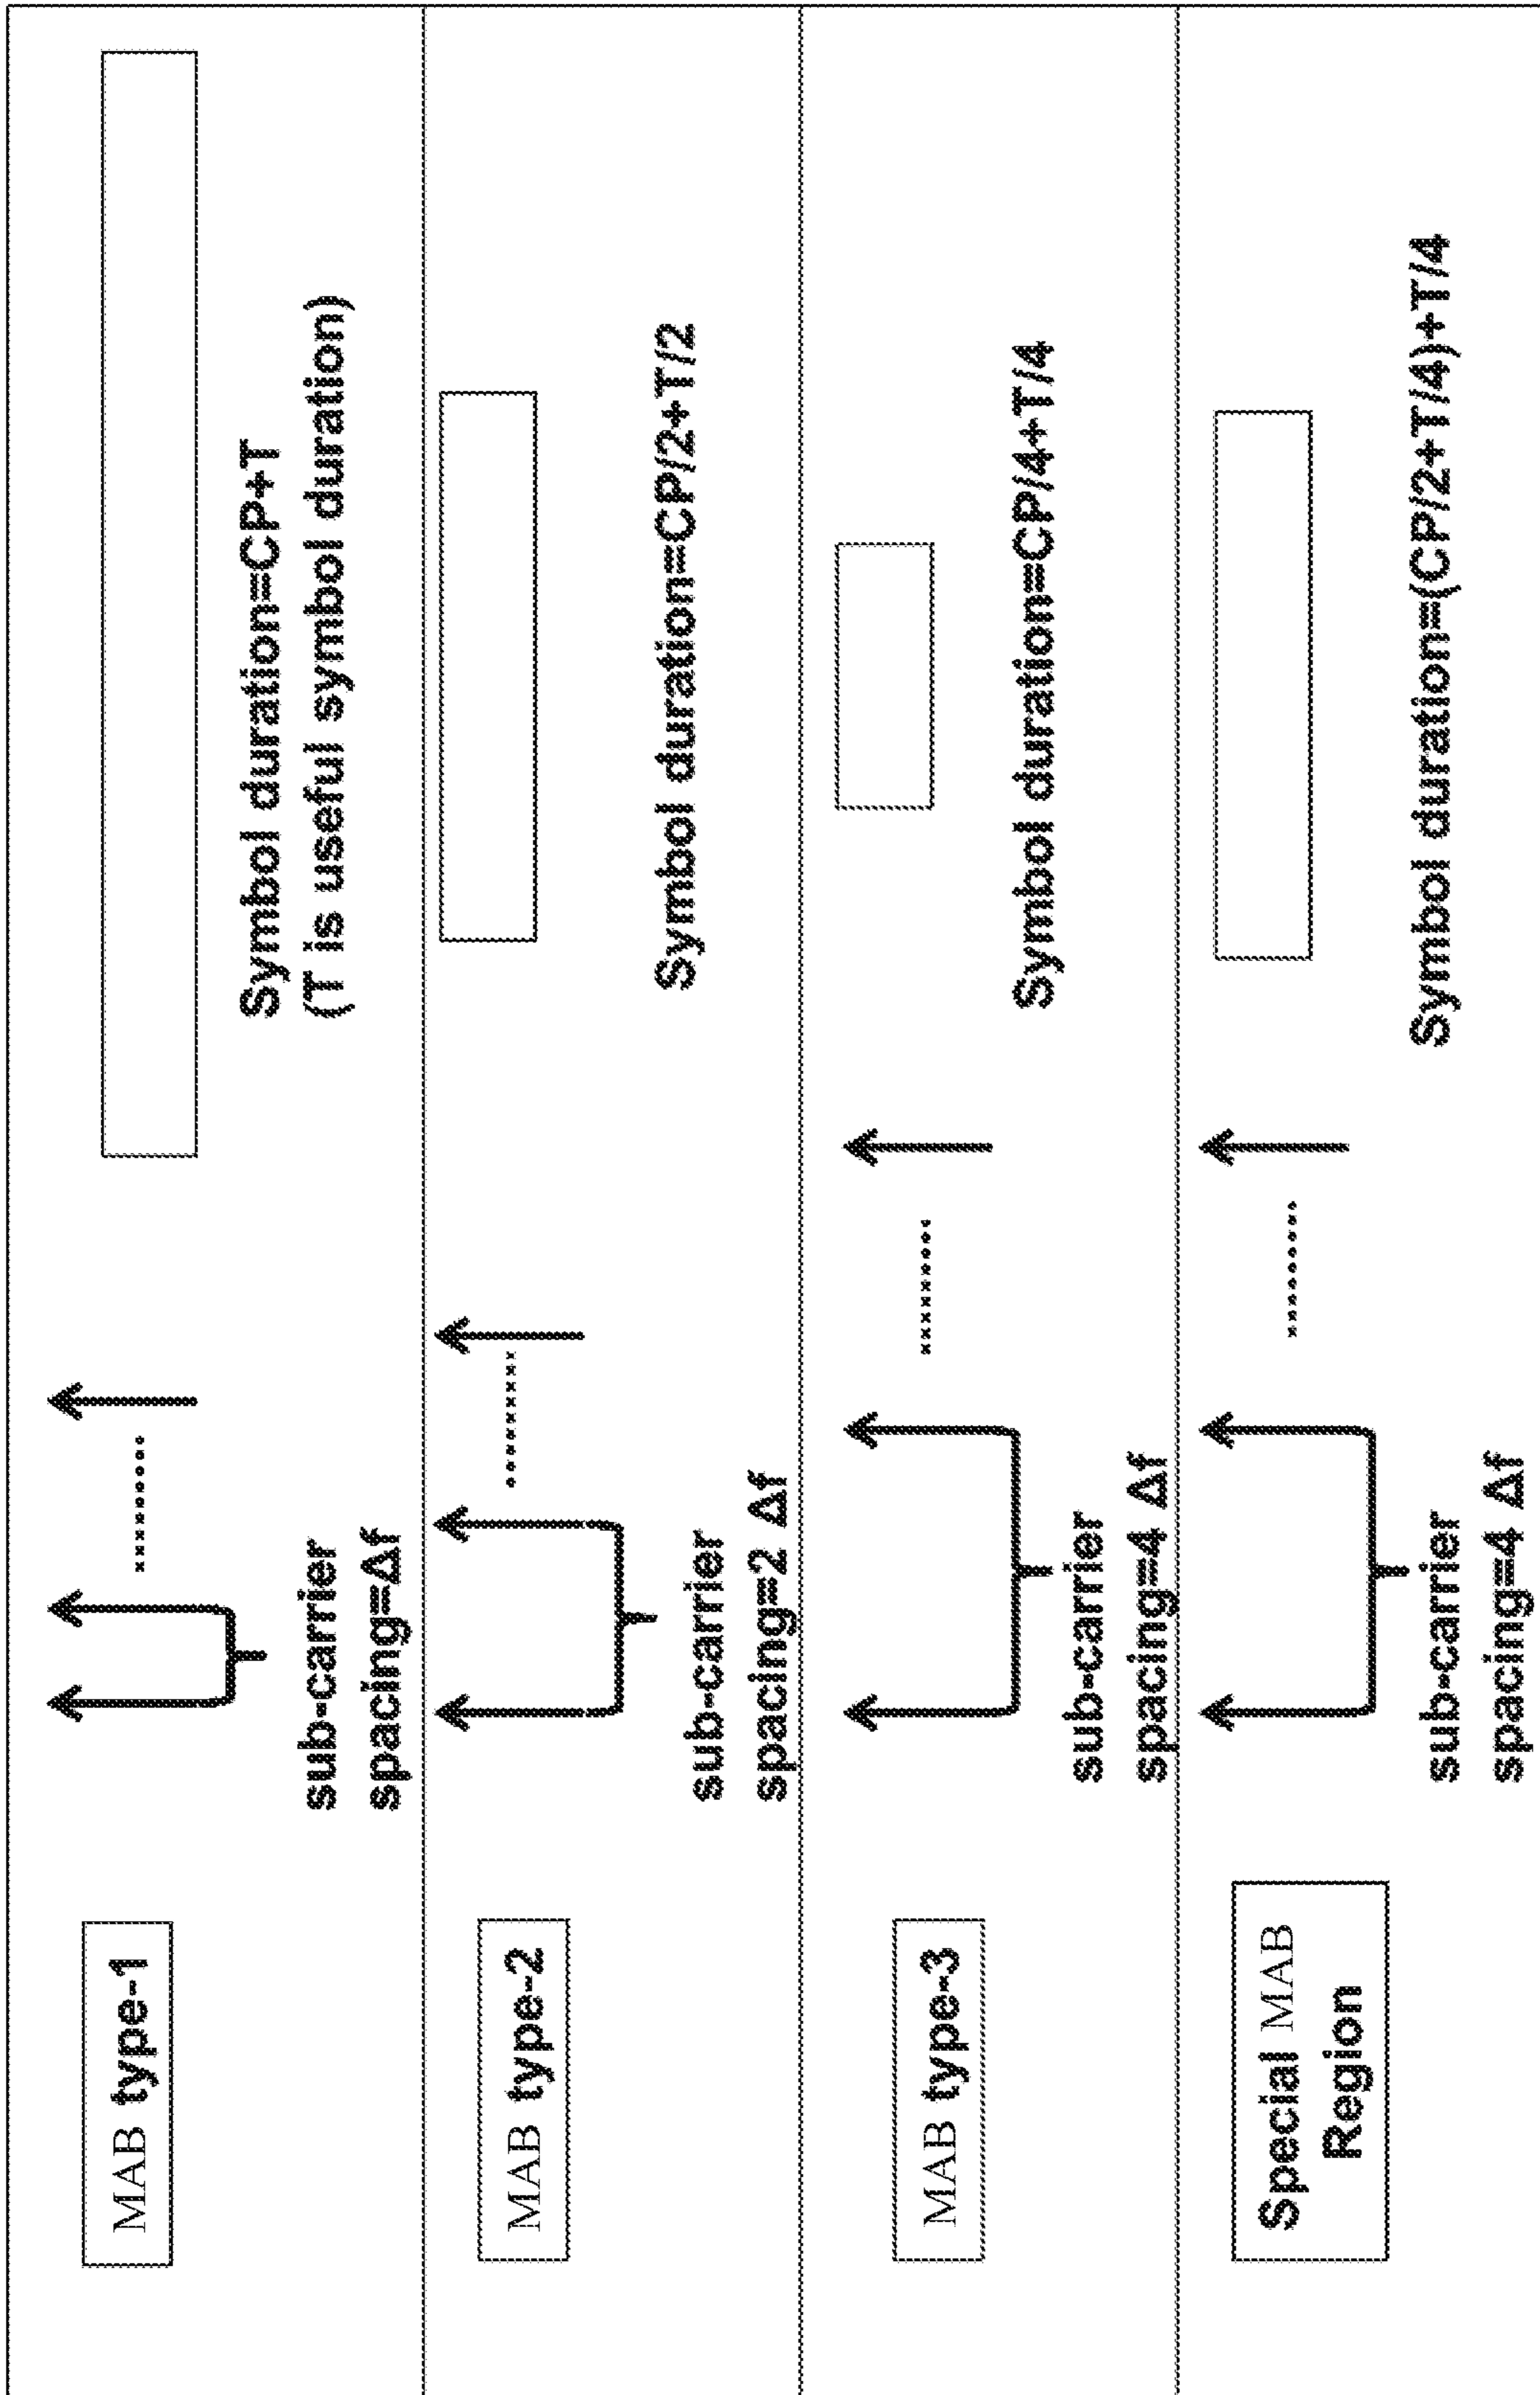 MAB type-1
sub-carrier
spacing=Δf
Symbol duration=CP+T
(T is useful symbol duration)
MAB type-2
sub-carrier
spacing=2 Δf
Symbol duration=CP/2+T/2
MAB type-3
sub-carrier
spacing=4 Δf
Symbol duration=CP/4+T/4
Special MAB
Region
sub-carrier
spacing=4 Δf
Symbol duration=(CP/2+T/4)+T/4